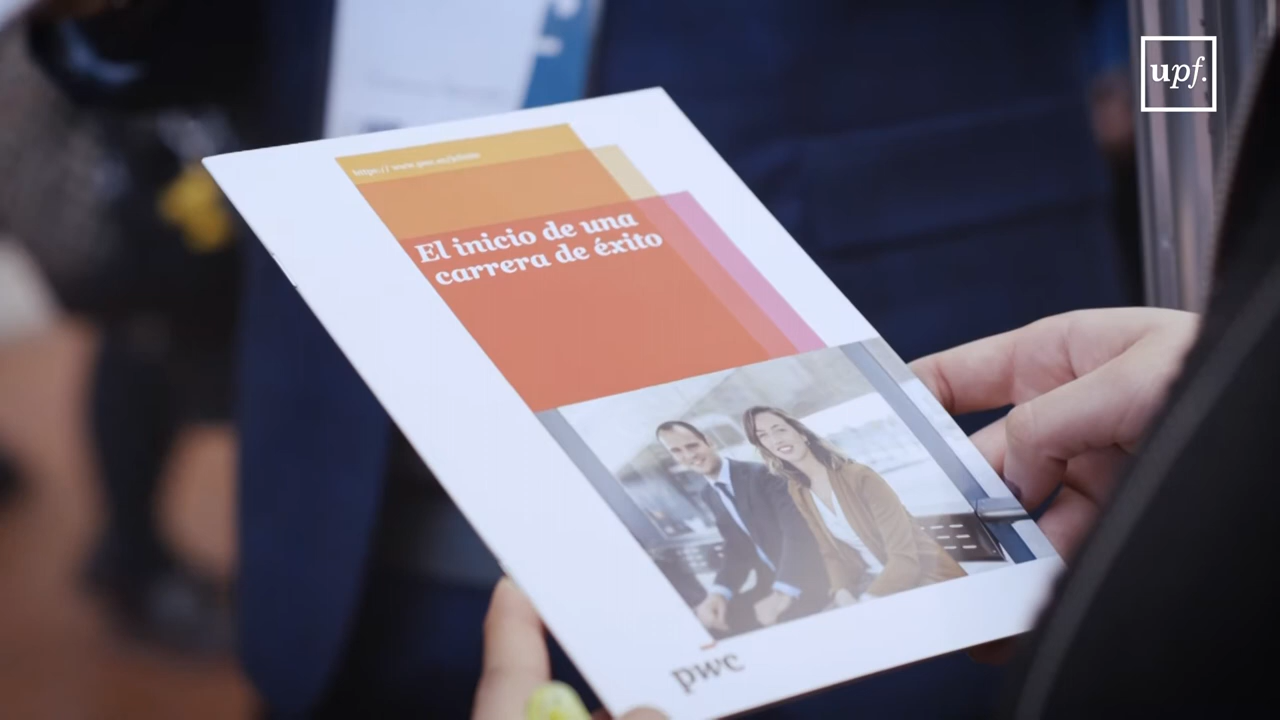 upf.
El inicio de una
carrera de éxito
pwc